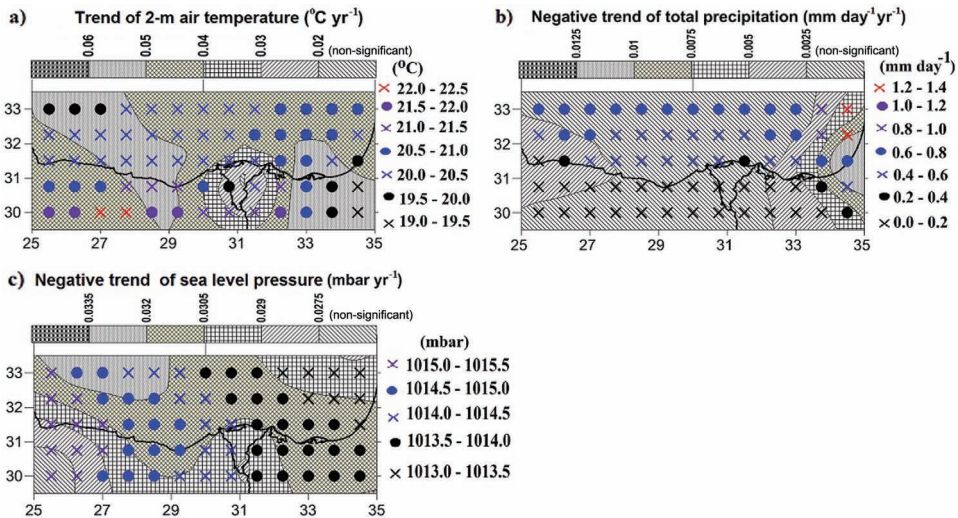 a) Trend of 2-m air temperature (°C yr⁻¹)
0.06 0.05 0.04 0.03 0.02 (non-significant)
(°C)
22.0 - 22.5
21.5 - 22.0
21.0 - 21.5
20.5 - 21.0
20.0 - 20.5
19.5 - 20.0
19.0 - 19.5
33
32
31
30
25 27 29 31 33 35
b) Negative trend of total precipitation (mm day⁻¹yr⁻¹)
0.0125 0.01 0.0075 0.005 0.0025 (non-significant)
(mm day⁻¹)
1.2 - 1.4
1.0 - 1.2
0.8 - 1.0
0.6 - 0.8
0.4 - 0.6
0.2 - 0.4
0.0 - 0.2
33
32
31
30
25 27 29 31 33 35
c) Negative trend of sea level pressure (mbar yr⁻¹)
0.0335 0.032 0.0305 0.029 0.0275 (non-significant)
(mbar)
1015.0 - 1015.5
1014.5 - 1015.0
1014.0 - 1014.5
1013.5 - 1014.0
1013.0 - 1013.5
33
32
31
30
25 27 29 31 33 35